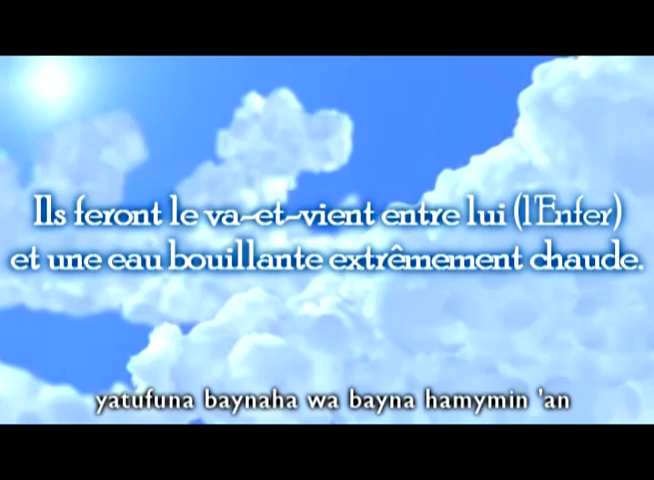 Ils feront le va-et-vient entre lui (l'Enfer)
et une eau bouillante extrêmement chaude.
yatufuna baynaha wa bayna hamymin 'an